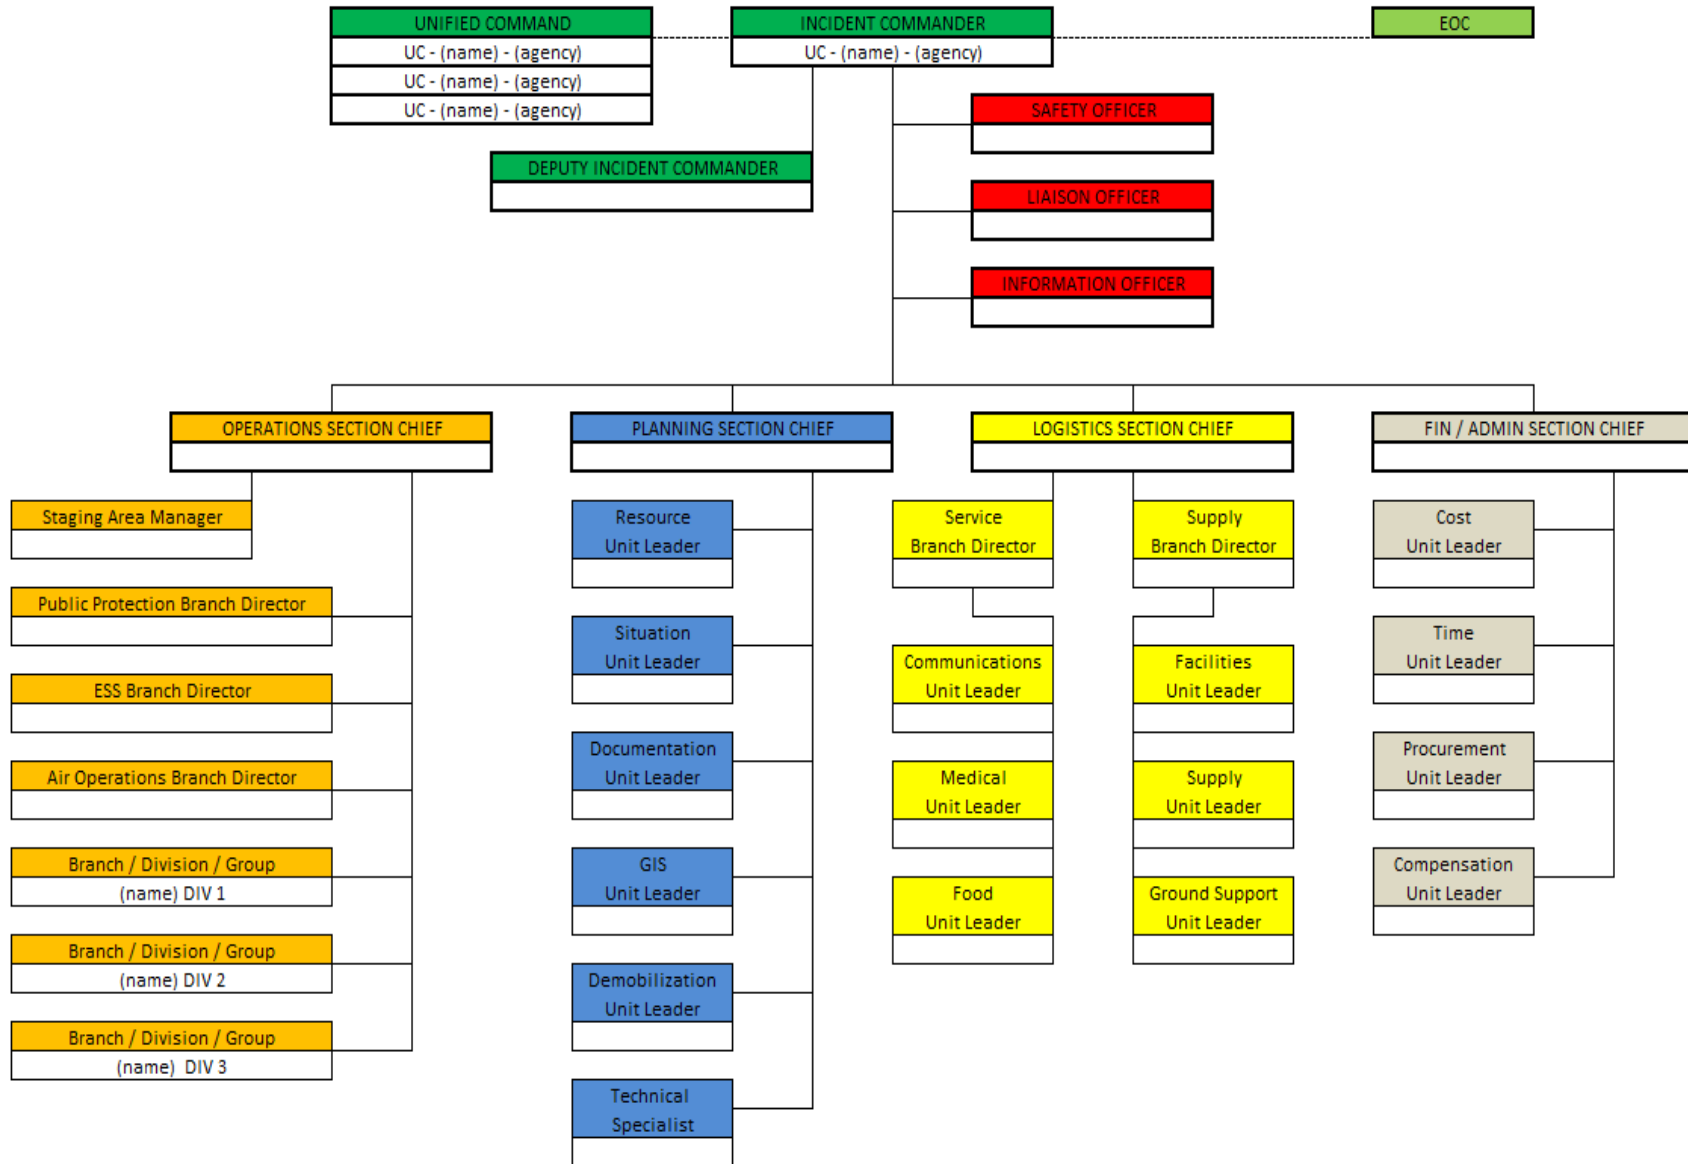 UNIFIED COMMAND
UC - (name) - (agency)
UC - (name) - (agency)
UC - (name) - (agency)
INCIDENT COMMANDER
UC - (name) - (agency)
EOC
DEPUTY INCIDENT COMMANDER
SAFETY OFFICER
LIAISON OFFICER
INFORMATION OFFICER
OPERATIONS SECTION CHIEF
Staging Area Manager
Public Protection Branch Director
ESS Branch Director
Air Operations Branch Director
Branch / Division / Group
(name) DIV 1
Branch / Division / Group
(name) DIV 2
Branch / Division / Group
(name) DIV 3
PLANNING SECTION CHIEF
Resource
Unit Leader
Situation
Unit Leader
Documentation
Unit Leader
GIS
Unit Leader
Demobilization
Unit Leader
Technical
Specialist
LOGISTICS SECTION CHIEF
Service
Branch Director
Communications
Unit Leader
Medical
Unit Leader
Food
Unit Leader
Supply
Branch Director
Facilities
Unit Leader
Supply
Unit Leader
Ground Support
Unit Leader
FIN / ADMIN SECTION CHIEF
Cost
Unit Leader
Time
Unit Leader
Procurement
Unit Leader
Compensation
Unit Leader